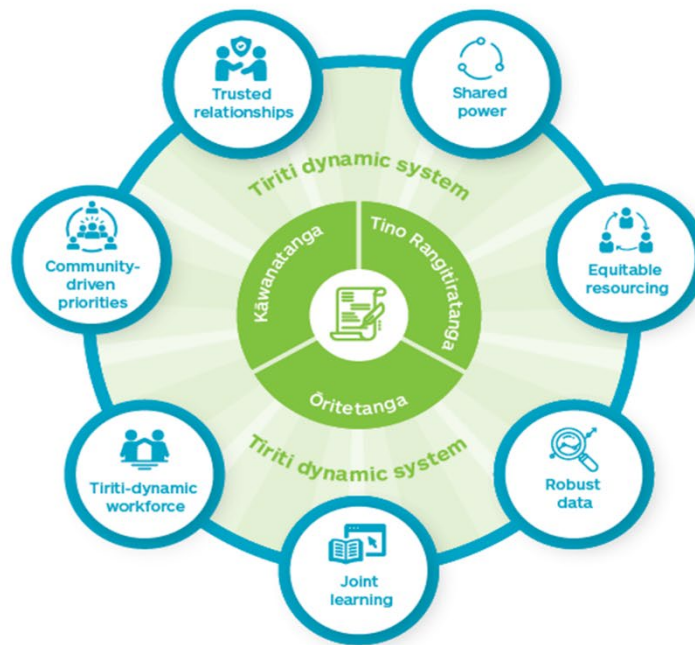 Trusted
relationships
Shared
power
Tiriti dynamic system
Community-
driven
priorities
Kāwanatanga
Tino Rangitiratanga
Equitable
resourcing
Ōritetanga
Tiriti dynamic system
Tiriti-dynamic
workforce
Robust
data
Joint
learning